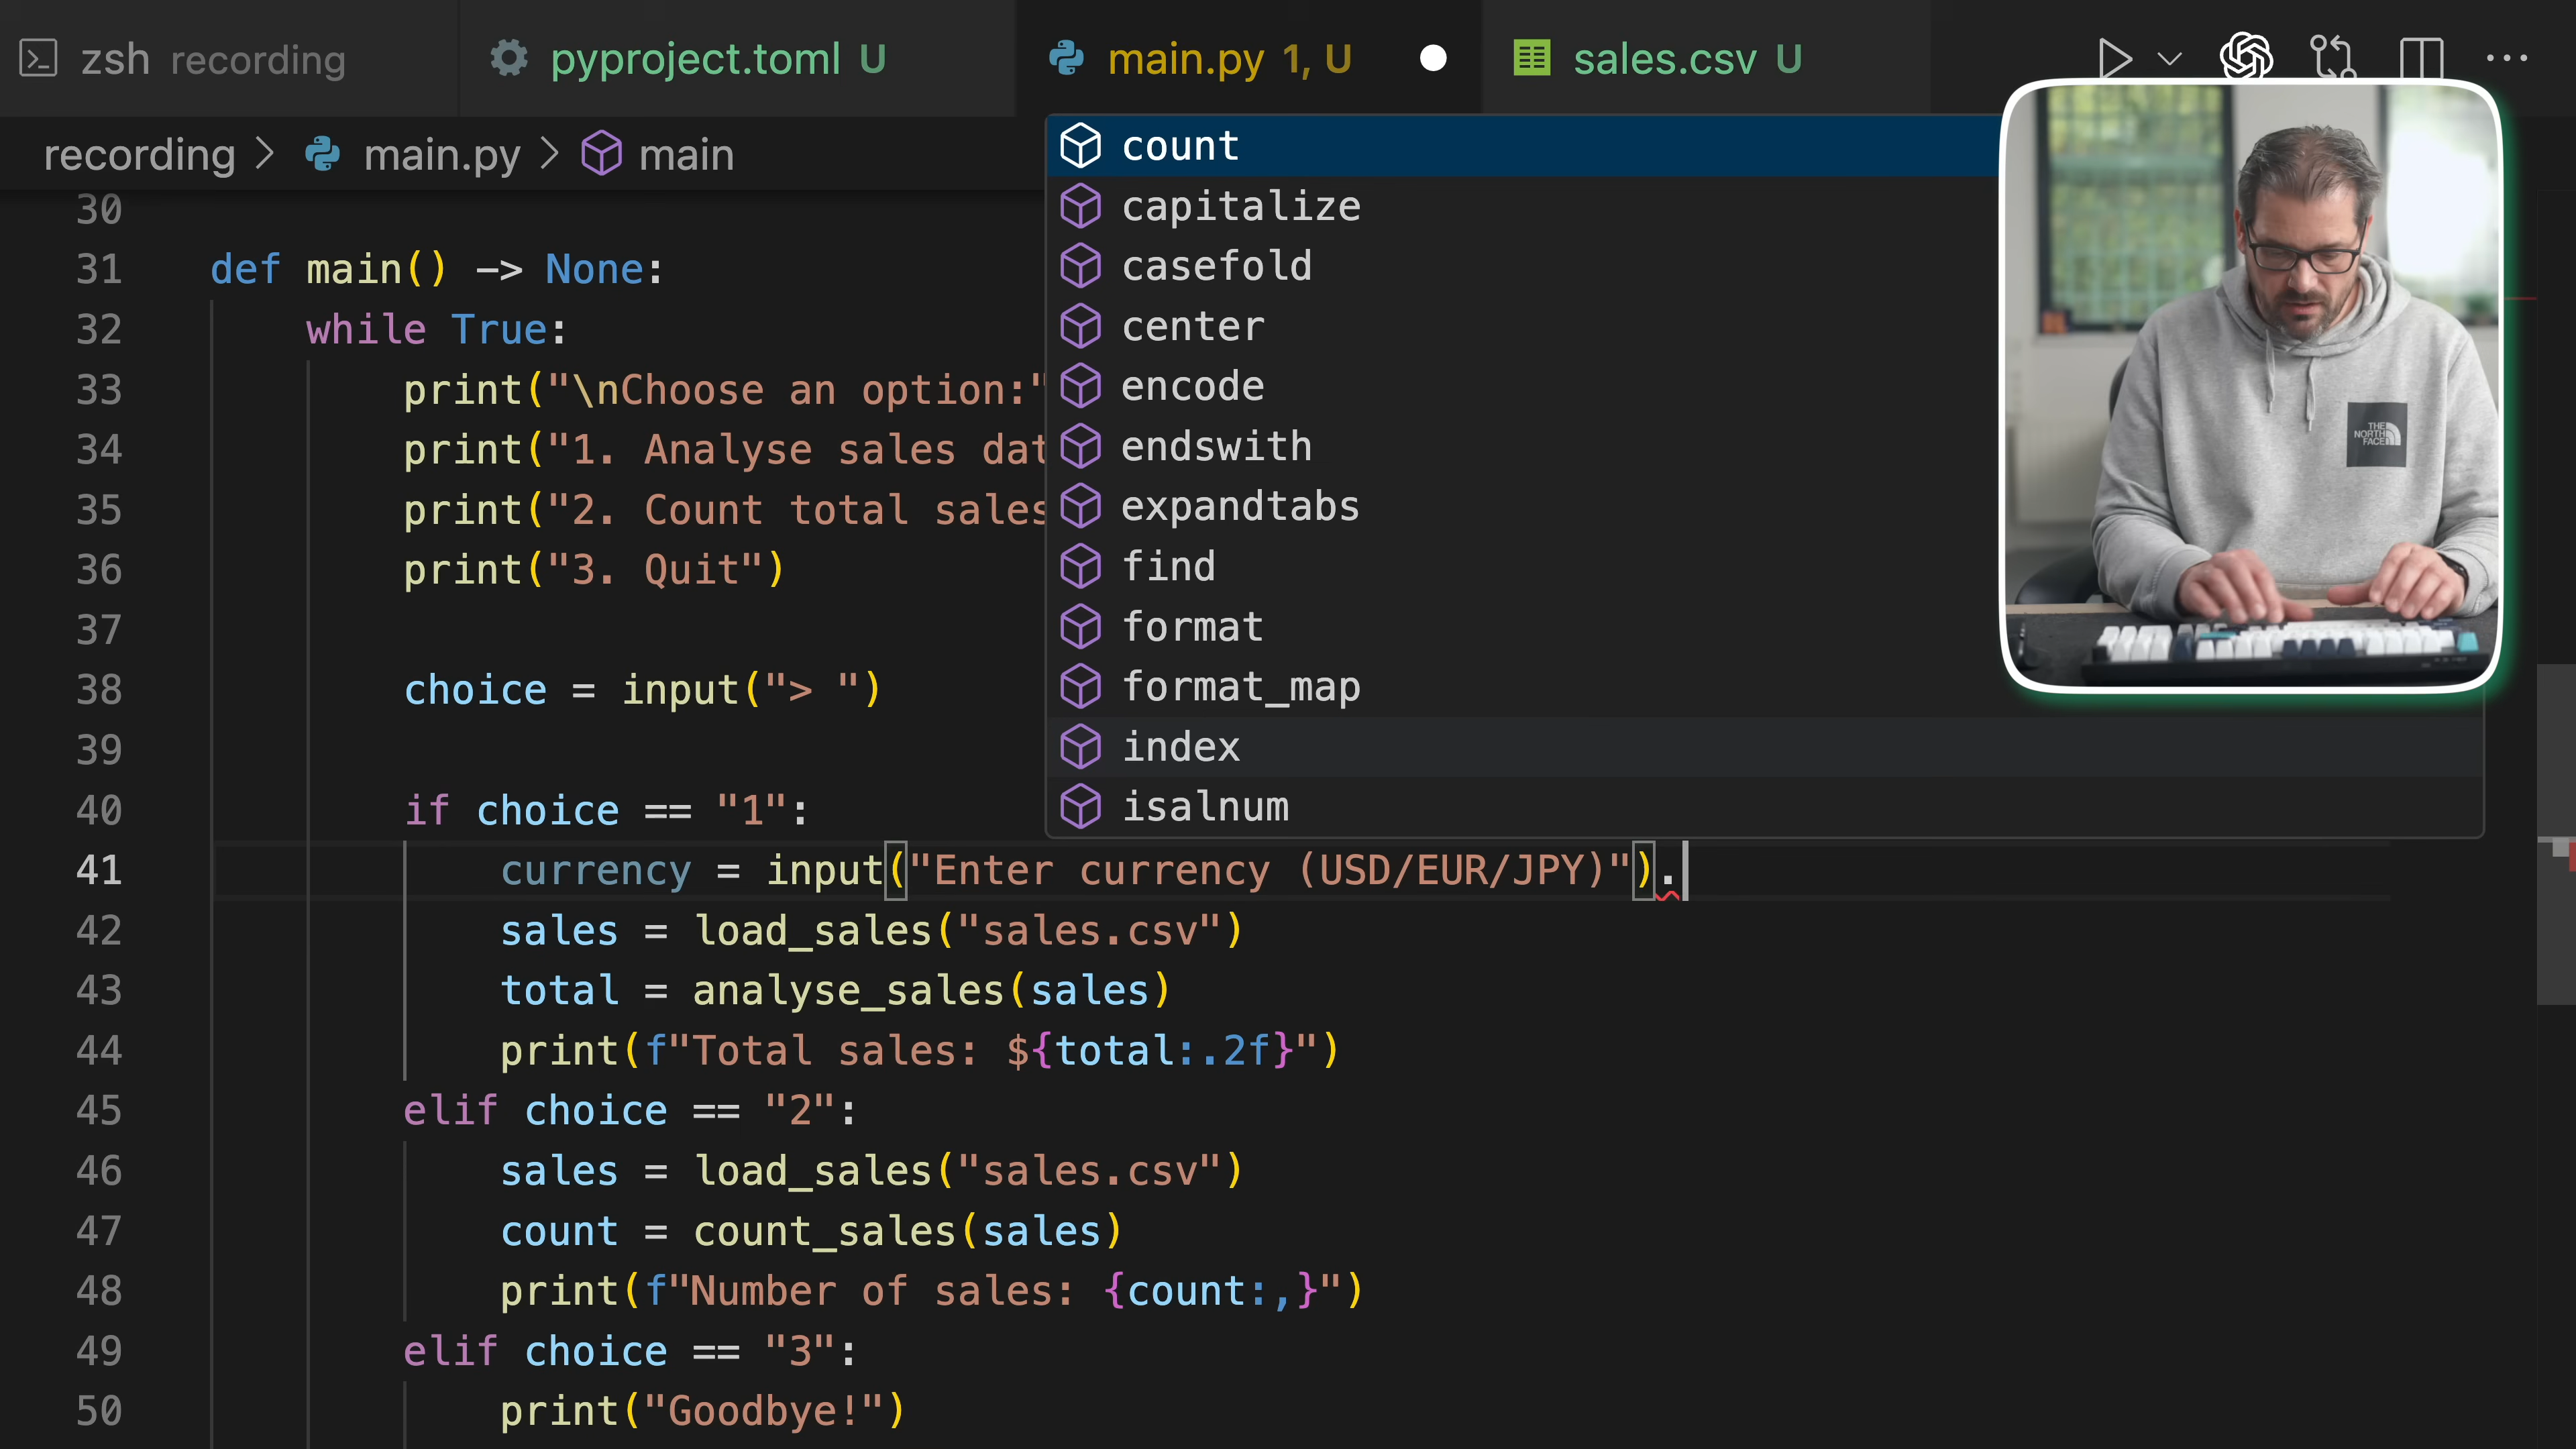 zsh recording
pyproject.toml U
main.py 1, U
sales.csv U
recording > main.py > main
count
capitalize
casefold
center
encode
endswith
expandtabs
find
format
format_map
index
isalnum
THE NORTH FACE
30
31 def main() -> None:
32 while True:
33 print("\nChoose an option:"
34 print("1. Analyse sales dat
35 print("2. Count total sales
36 print("3. Quit")
37
38 choice = input("> ")
39
40 if choice == "1":
41 currency = input("Enter currency (USD/EUR/JPY)").
42 sales = load_sales("sales.csv")
43 total = analyse_sales(sales)
44 print(f"Total sales: ${total:.2f}")
45 elif choice == "2":
46 sales = load_sales("sales.csv")
47 count = count_sales(sales)
48 print(f"Number of sales: {count:,}")
49 elif choice == "3":
50 print("Goodbye!")